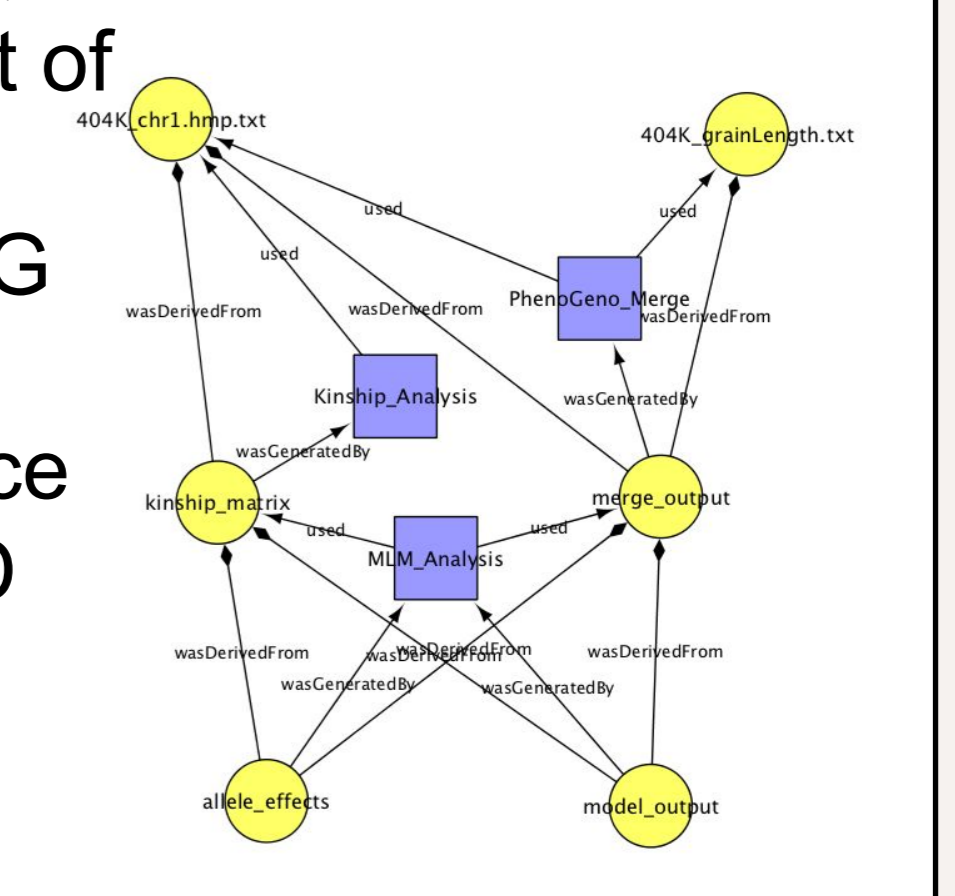 t of
404K_chr1.hmp.txt
404K_grainLength.txt
used
used
G
used
PhenoGeno_Merge
wasDerivedFrom
wasDerivedFrom
wasDerivedFrom
Kinship_Analysis
wasGeneratedBy
wasGeneratedBy
ce
kinship_matrix
merge_output
used
used
MLM_Analysis
wasDerivedFrom
wasDerivedFrom
wasDerivedFrom
wasDerivedFrom
wasGeneratedBy
wasGeneratedBy
allele_effects
model_output